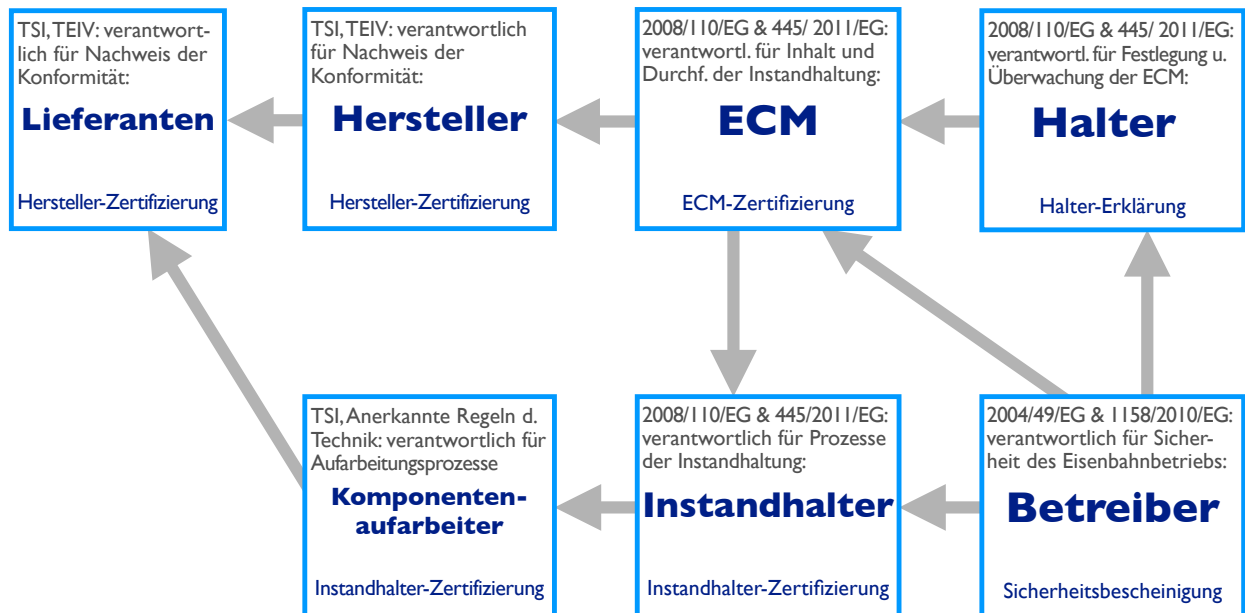 TSI, TEIV: verantwort-
lich für Nachweis der
Konformität:
Lieferanten
Hersteller-Zertifizierung
TSI, TEIV: verantwortlich
für Nachweis der
Konformität:
Hersteller
Hersteller-Zertifizierung
2008/110/EG & 445/ 2011/EG:
verantwortl. für Inhalt und
Durchf. der Instandhaltung:
ECM
ECM-Zertifizierung
2008/110/EG & 445/ 2011/EG:
verantwortl. für Festlegung u.
Überwachung der ECM:
Halter
Halter-Erklärung
TSI, Anerkannte Regeln d.
Technik: verantwortlich für
Aufarbeitungsprozesse
Komponenten-
aufarbeiter
Instandhalter-Zertifizierung
2008/110/EG & 445/2011/EG:
verantwortlich für Prozesse
der Instandhaltung:
Instandhalter
Instandhalter-Zertifizierung
2004/49/EG & 1158/2010/EG:
verantwortlich für Sicher-
heit des Eisenbahnbetriebs:
Betreiber
Sicherheitsbescheinigung